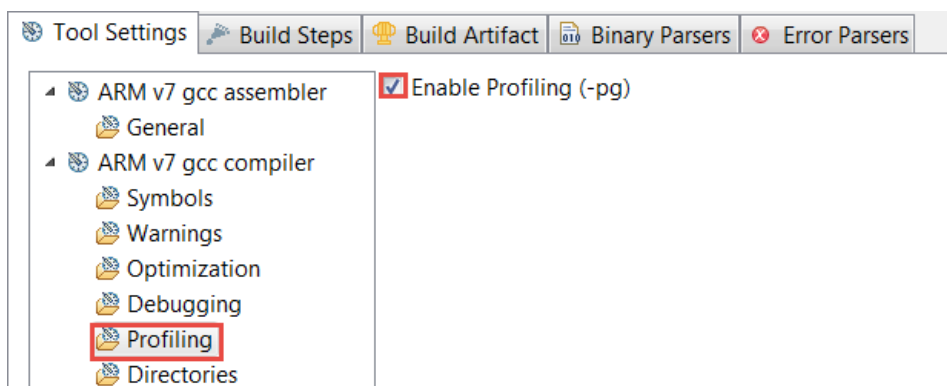 Tool Settings Build Steps Build Artifact Binary Parsers Error Parsers
ARM v7 gcc assembler Enable Profiling (-pg)
General
ARM v7 gcc compiler
Symbols
Warnings
Optimization
Debugging
Profiling
Directories